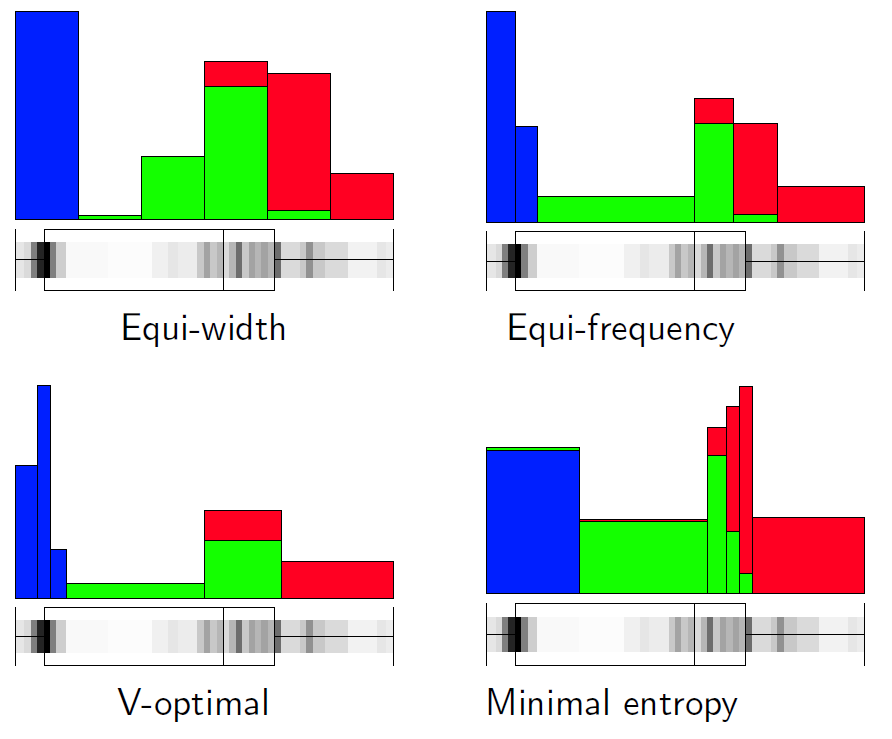 Equi-width
Equi-frequency
V-optimal
Minimal entropy